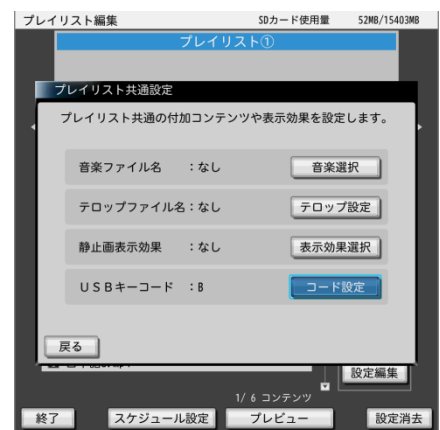 プレイリスト編集 SDカード使用量 52MB/15403MB
プレイリスト①
プレイリスト共通設定
プレイリスト共通の付加コンテンツや表示効果を設定します。
音楽ファイル名 :なし 音楽選択
テロップファイル名:なし テロップ設定
静止画表示効果 :なし 表示効果選択
USBキーコード :B コード設定
戻る
設定編集
1/ 6 コンテンツ
終了 スケジュール設定 プレビュー 設定消去